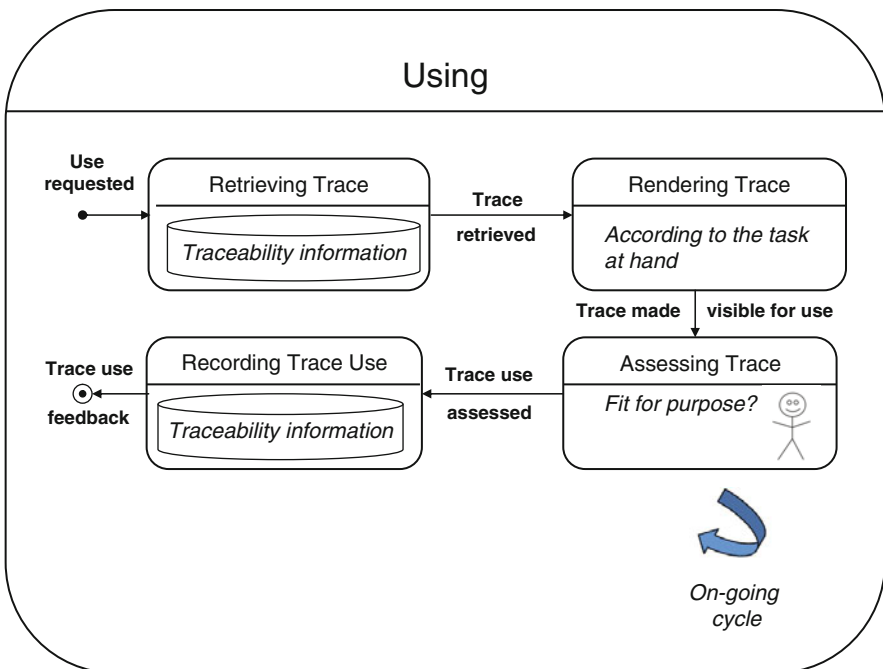 Using
Use
requested
Retrieving Trace
Traceability information
Trace
retrieved
Rendering Trace
According to the task
at hand
Trace made visible for use
Assessing Trace
Fit for purpose?
Trace use
assessed
Recording Trace Use
Traceability information
Trace use
feedback
On-going
cycle